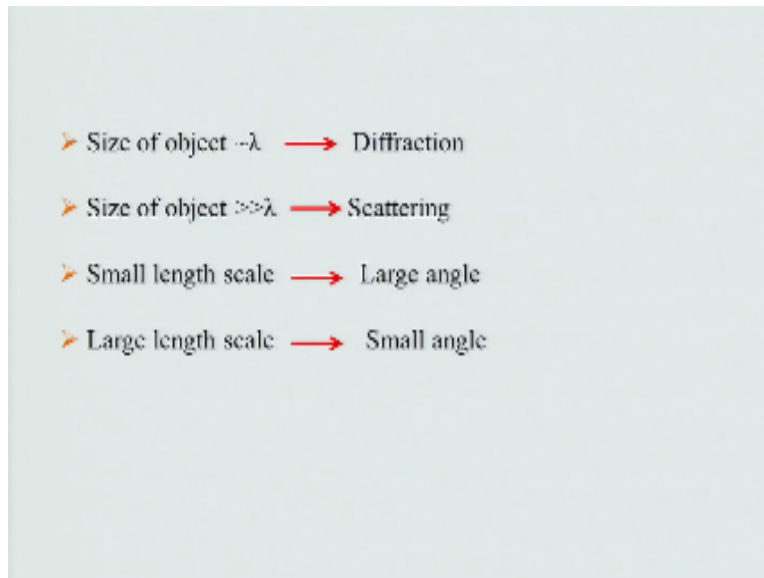 Size of object ~λ → Diffraction
Size of object >>λ → Scattering
Small length scale → Large angle
Large length scale → Small angle